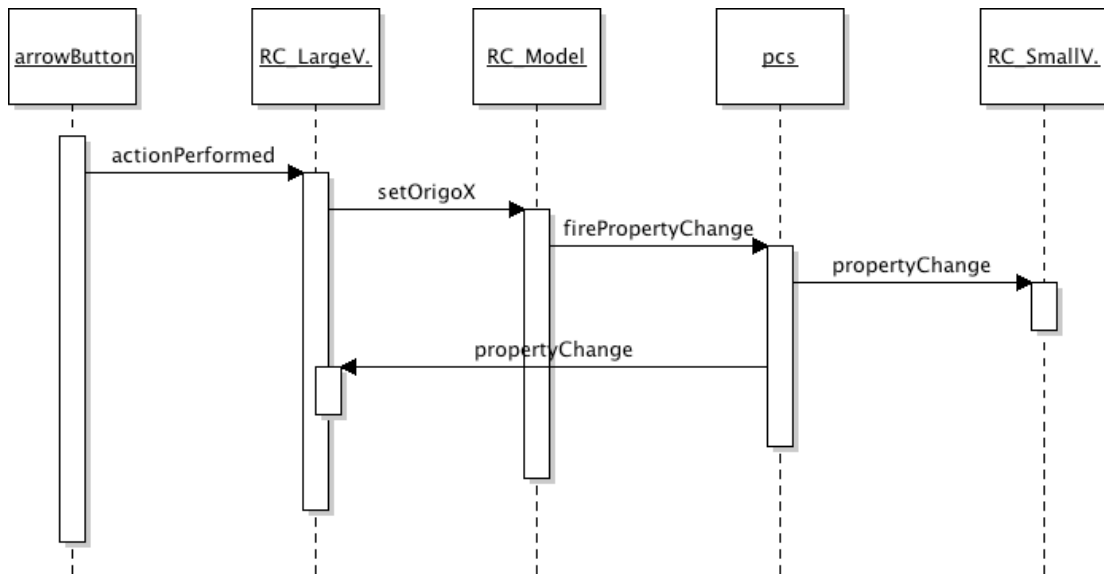 arrowButton
RC_LargeV.
RC_Model
pcs
RC_SmallV.
actionPerformed
setOrigoX
firePropertyChange
propertyChange
propertyChange